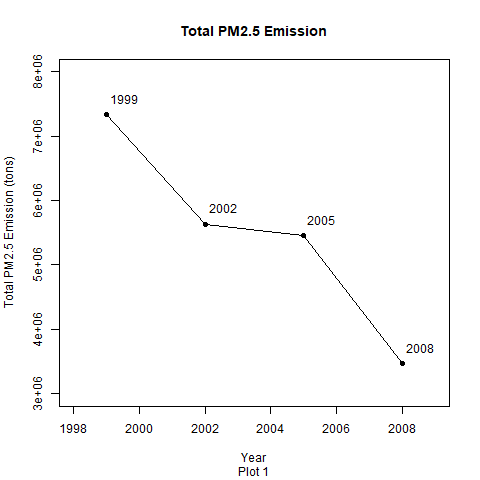 Total PM2.5 Emission
Total PM2.5 Emission (tons)
8e+06
7e+06
6e+06
5e+06
4e+06
3e+06
1999
2002
2005
2008
1998 2000 2002 2004 2006 2008
Year
Plot 1